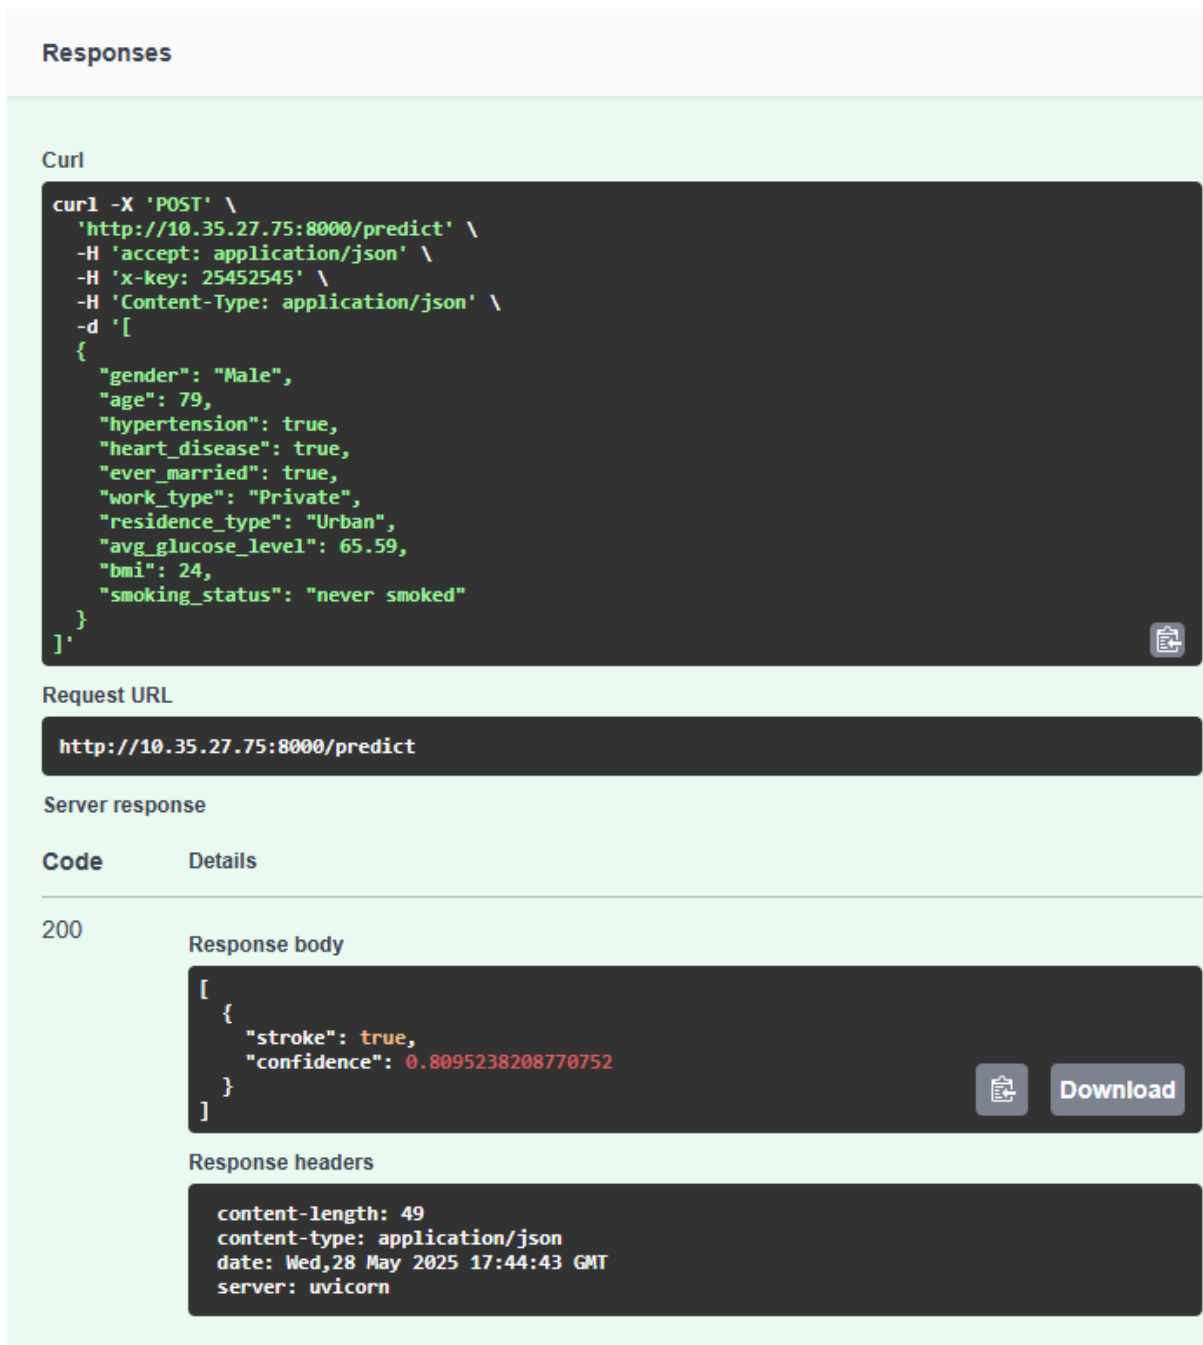 Responses
Curl
curl -X 'POST' \
'http://10.35.27.75:8000/predict' \
-H 'accept: application/json' \
-H 'x-key: 25452545' \
-H 'Content-Type: application/json' \
-d '[
{
"gender": "Male",
"age": 79,
"hypertension": true,
"heart_disease": true,
"ever_married": true,
"work_type": "Private",
"residence_type": "Urban",
"avg_glucose_level": 65.59,
"bmi": 24,
"smoking_status": "never smoked"
}
]'
Request URL
http://10.35.27.75:8000/predict
Server response
Code Details
200
Response body
[
{
"stroke": true,
"confidence": 0.8095238208770752
}
]
Download
Response headers
content-length: 49
content-type: application/json
date: Wed,28 May 2025 17:44:43 GMT
server: uvicorn